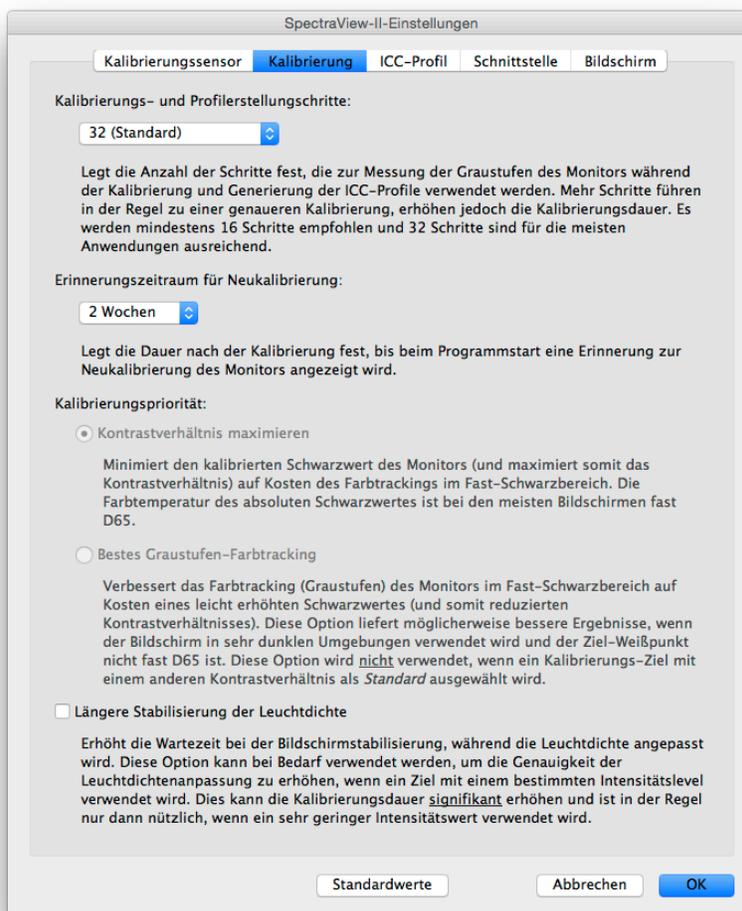 SpectraView-II-Einstellungen
Kalibrierungssensor Kalibrierung ICC-Profil Schnittstelle Bildschirm
Kalibrierungs- und Profilerstellungschritte:
32 (Standard)
Legt die Anzahl der Schritte fest, die zur Messung der Graustufen des Monitors während
der Kalibrierung und Generierung der ICC-Profile verwendet werden. Mehr Schritte führen
in der Regel zu einer genaueren Kalibrierung, erhöhen jedoch die Kalibrierungsdauer. Es
werden mindestens 16 Schritte empfohlen und 32 Schritte sind für die meisten
Anwendungen ausreichend.
Erinnerungszeitraum für Neukalibrierung:
2 Wochen
Legt die Dauer nach der Kalibrierung fest, bis beim Programmstart eine Erinnerung zur
Neukalibrierung des Monitors angezeigt wird.
Kalibrierungspriorität:
Kontrastverhältnis maximieren
Minimiert den kalibrierten Schwarzwert des Monitors (und maximiert somit das
Kontrastverhältnis) auf Kosten des Farbtrackings im Fast-Schwarzbereich. Die
Farbtemperatur des absoluten Schwarzwertes ist bei den meisten Bildschirmen fast
D65.
Bestes Graustufen-Farbtracking
Verbessert das Farbtracking (Graustufen) des Monitors im Fast-Schwarzbereich auf
Kosten eines leicht erhöhten Schwarzwertes (und somit reduzierten
Kontrastverhältnisses). Diese Option liefert möglicherweise bessere Ergebnisse, wenn
der Bildschirm in sehr dunklen Umgebungen verwendet wird und der Ziel-Weißpunkt
nicht fast D65 ist. Diese Option wird nicht verwendet, wenn ein Kalibrierungs-Ziel mit
einem anderen Kontrastverhältnis als Standard ausgewählt wird.
Längere Stabilisierung der Leuchtdichte
Erhöht die Wartezeit bei der Bildschirmstabilisierung, während die Leuchtdichte angepasst
wird. Diese Option kann bei Bedarf verwendet werden, um die Genauigkeit der
Leuchtdichtenanpassung zu erhöhen, wenn ein Ziel mit einem bestimmten Intensitätslevel
verwendet wird. Dies kann die Kalibrierungsdauer signifikant erhöhen und ist in der Regel
nur dann nützlich, wenn ein sehr geringer Intensitätswert verwendet wird.
Standardwerte Abbrechen OK